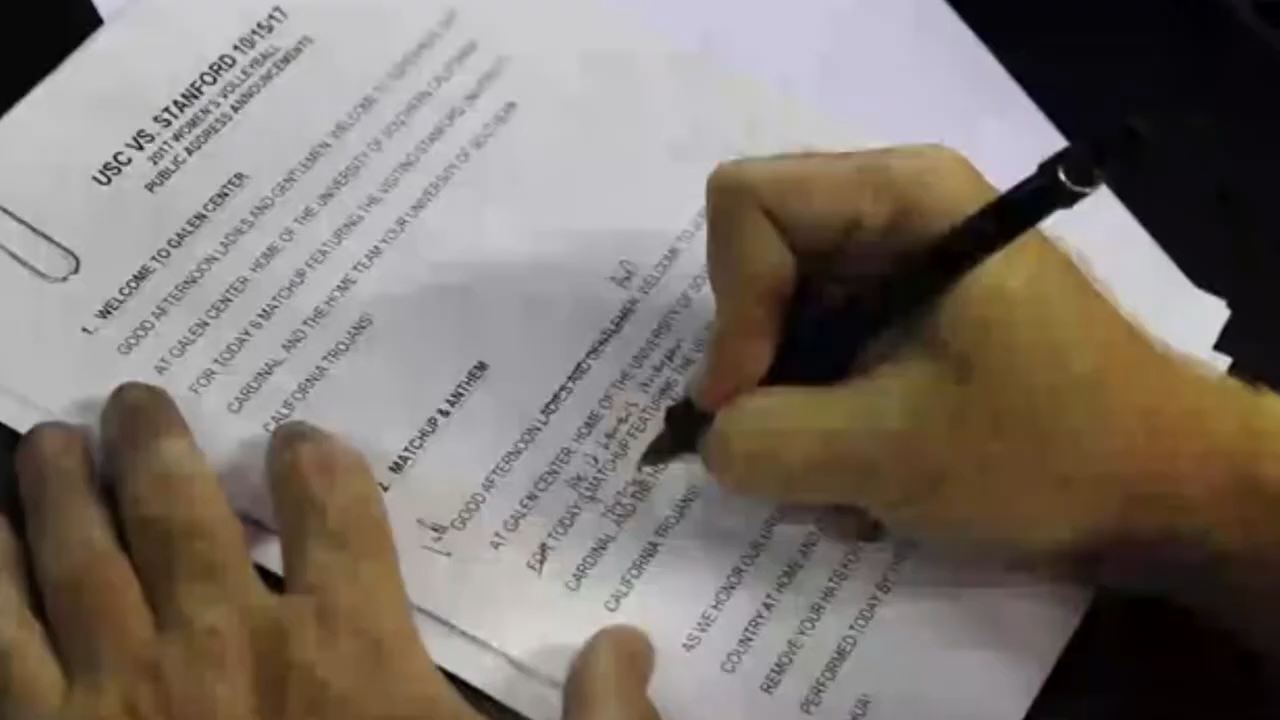 USC VS. STANFORD 10/15/17
2017 WOMEN'S VOLLEYBALL
PUBLIC ADDRESS ANNOUNCEMENTS
1. WELCOME TO GALEN CENTER
GOOD AFTERNOON LADIES AND GENTLEMEN, WELCOME TO
AT GALEN CENTER, HOME OF THE UNIVERSITY OF SOUTHERN CALIFORNIA
FOR TODAY'S MATCHUP FEATURING THE VISITING STANFORD UNIVERSITY
CARDINAL, AND THE HOME TEAM YOUR UNIVERSITY OF SOUTHERN
CALIFORNIA TROJANS!
2. MATCHUP & ANTHEM
GOOD AFTERNOON LADIES AND GENTLEMEN, WELCOME TO
AT GALEN CENTER, HOME OF THE UNIVERSITY OF
FOR TODAY'S MATCHUP FEATURING THE
CARDINAL, AND THE
CALIFORNIA TROJANS!
AS WE HONOR OUR
COUNTRY AT HOME AND
REMOVE YOUR HATS FOR
PERFORMED TODAY BY